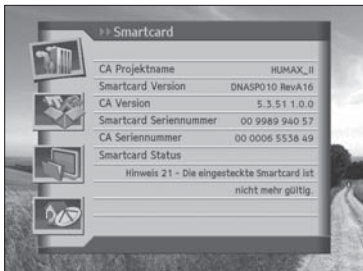 Smartcard
CA Projektname HUMAX_II
Smartcard Version DNASP010 RevA16
CA Version 5.3.51 1.0.0
Smartcard Seriennummer 00 9989 940 57
CA Seriennummer 00 0006 5538 49
Smartcard Status
Hinweis 21 - Die eingesteckte Smartcard ist
nicht mehr gültig.